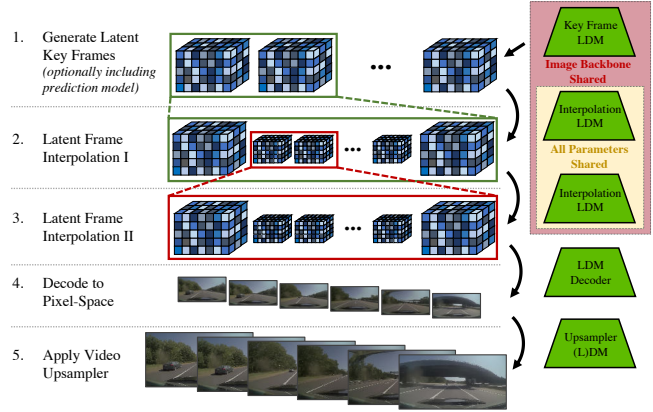 1. Generate Latent
Key Frames
(optionally including
prediction model)
•••
Key Frame
LDM
Image Backbone
Shared
2. Latent Frame
Interpolation I
•••
Interpolation
LDM
All Parameters
Shared
3. Latent Frame
Interpolation II
•••
Interpolation
LDM
4. Decode to
Pixel-Space
LDM
Decoder
5. Apply Video
Upsampler
Upsampler
(L)DM